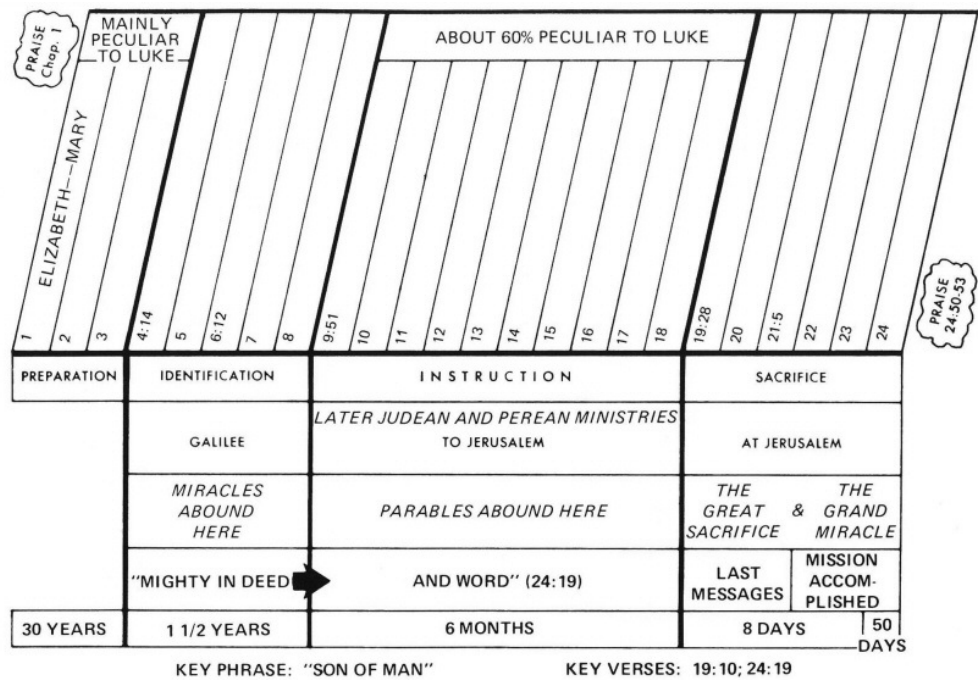 PRAISE
Chap. 1
MAINLY
PECULIAR
TO LUKE
ABOUT 60% PECULIAR TO LUKE
ELIZABETH---MARY
PRAISE
24:50-53
1 2 3 4:14 5 6:12 7 8 9:51 10 11 12 13 14 15 16 17 18 19:28 20 21:5 22 23 24
PREPARATION IDENTIFICATION INSTRUCTION SACRIFICE
LATER JUDEAN AND PEREAN MINISTRIES
GALILEE TO JERUSALEM AT JERUSALEM
MIRACLES
ABOUND
HERE
PARABLES ABOUND HERE
THE
GREAT
SACRIFICE
&
THE
GRAND
MIRACLE
"MIGHTY IN DEED
AND WORD" (24:19)
LAST
MESSAGES
MISSION
ACCOM-
PLISHED
30 YEARS 1 1/2 YEARS 6 MONTHS 8 DAYS 50
DAYS
KEY PHRASE: "SON OF MAN" KEY VERSES: 19:10; 24:19